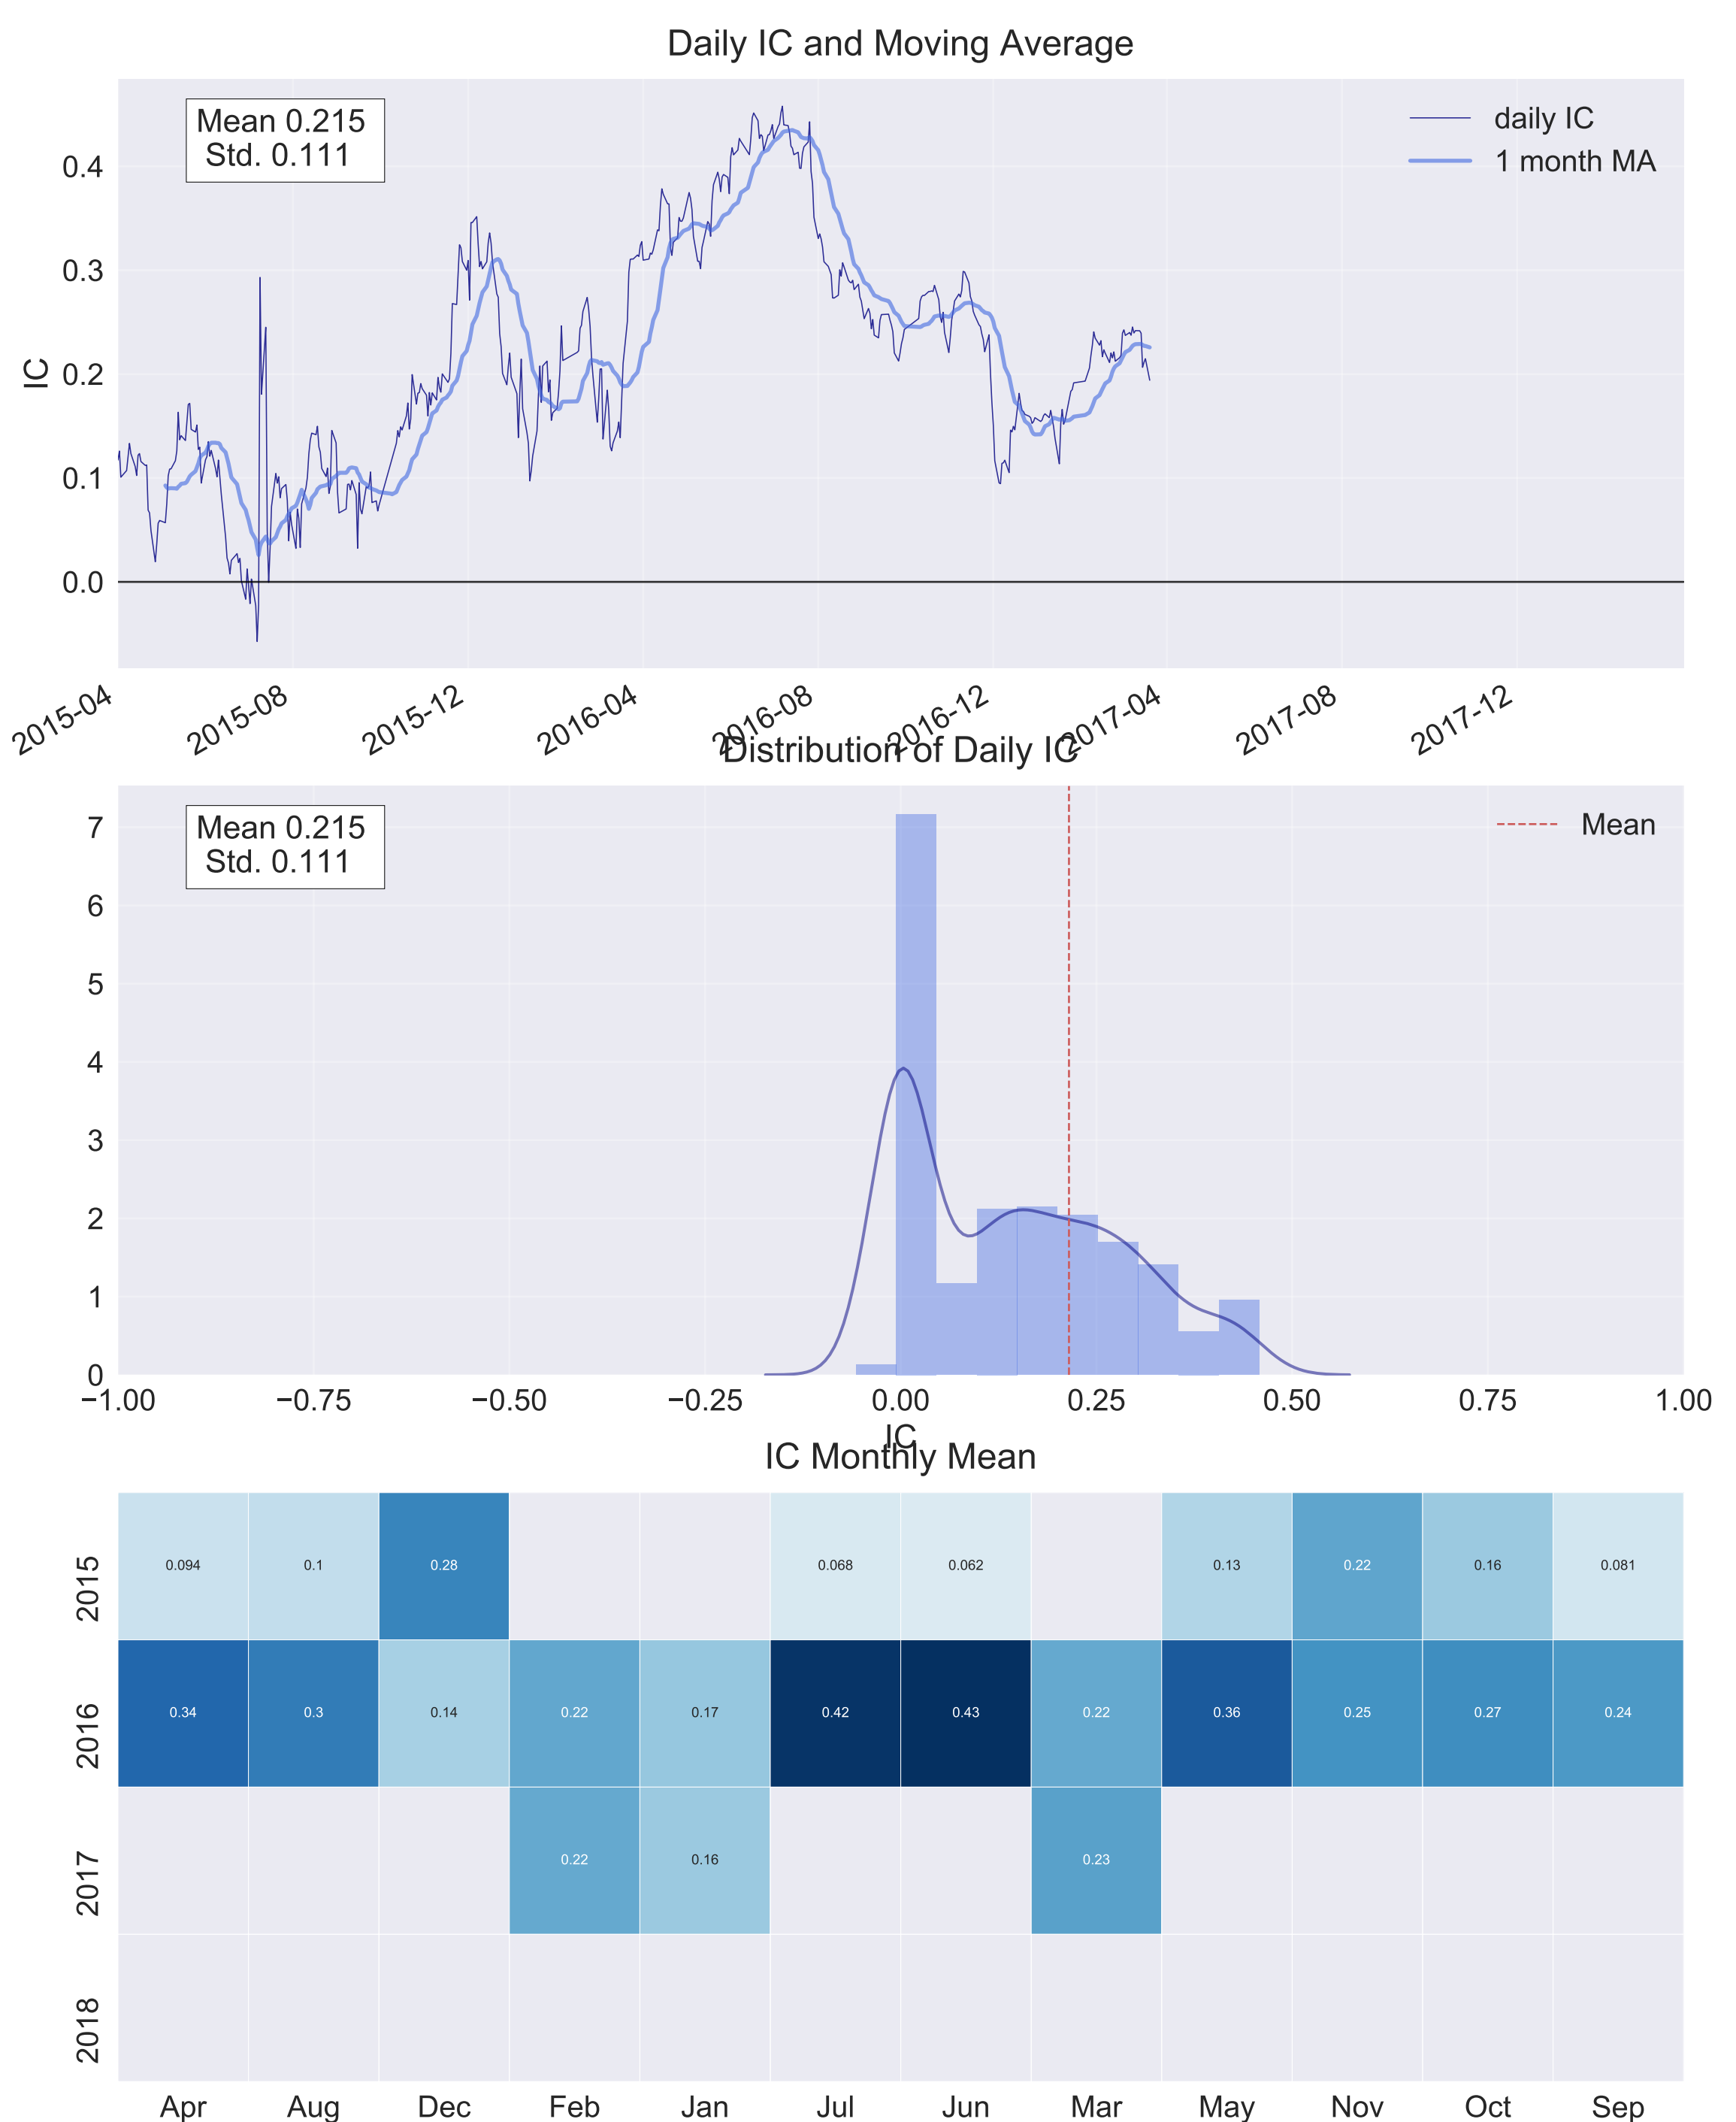 Daily IC and Moving Average
Mean 0.215
Std. 0.111
daily IC
1 month MA
IC
0.4
0.3
0.2
0.1
0.0
2015-04 2015-08 2015-12 2016-04 2016-08 2016-12 2017-04 2017-08 2017-12
Distribution of Daily IC
Mean 0.215
Std. 0.111
Mean
7
6
5
4
3
2
1
0
−1.00 −0.75 −0.50 −0.25 0.00 0.25 0.50 0.75 1.00
IC
IC Monthly Mean
2015 0.094 0.1 0.28 0.068 0.062 0.13 0.22 0.16 0.081
2016 0.34 0.3 0.14 0.22 0.17 0.42 0.43 0.22 0.36 0.25 0.27 0.24
2017 0.22 0.16 0.23
2018
Apr Aug Dec Feb Jan Jul Jun Mar May Nov Oct Sep